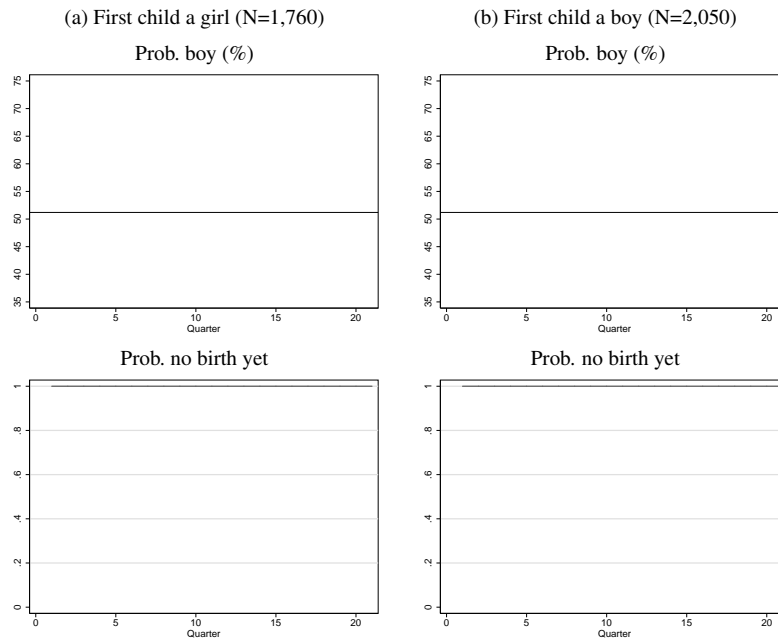 (a) First child a girl (N=1,760)
Prob. boy (%)
75
70
65
60
55
50
45
40
35
0 5 10 15 20
Quarter
Prob. no birth yet
1
.8
.6
.4
.2
0
0 5 10 15 20
Quarter
(b) First child a boy (N=2,050)
Prob. boy (%)
75
70
65
60
55
50
45
40
35
0 5 10 15 20
Quarter
Prob. no birth yet
1
.8
.6
.4
.2
0
0 5 10 15 20
Quarter